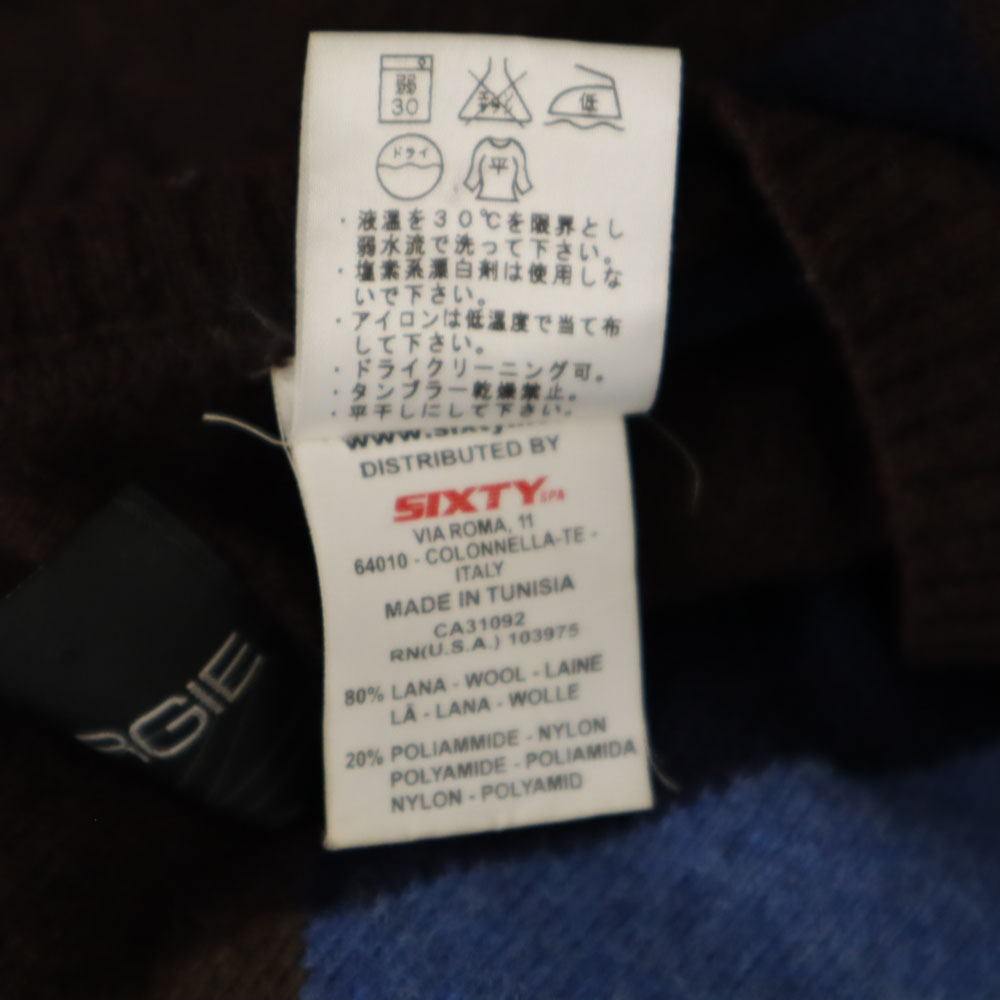 弱
30
エンソ
サラシ
低
ドライ
平
・液温を30℃を限界とし
弱水流で洗って下さい。
・塩素系漂白剤は使用しな
いで下さい。
・アイロンは低温度で当て布
して下さい。
・ドライクリーニング可。
・タンブラー乾燥禁止。
・平干しにして下さい。
DISTRIBUTED BY
SIXTY SPA
VIA ROMA, 11
64010 - COLONNELLA-TE -
ITALY
MADE IN TUNISIA
CA31092
RN(U.S.A.) 103975
80% LANA - WOOL - LAINE
LÃ - LANA - WOLLE
20% POLIAMMIDE - NYLON
POLYAMIDE - POLIAMIDA
NYLON - POLYAMID
RGIE